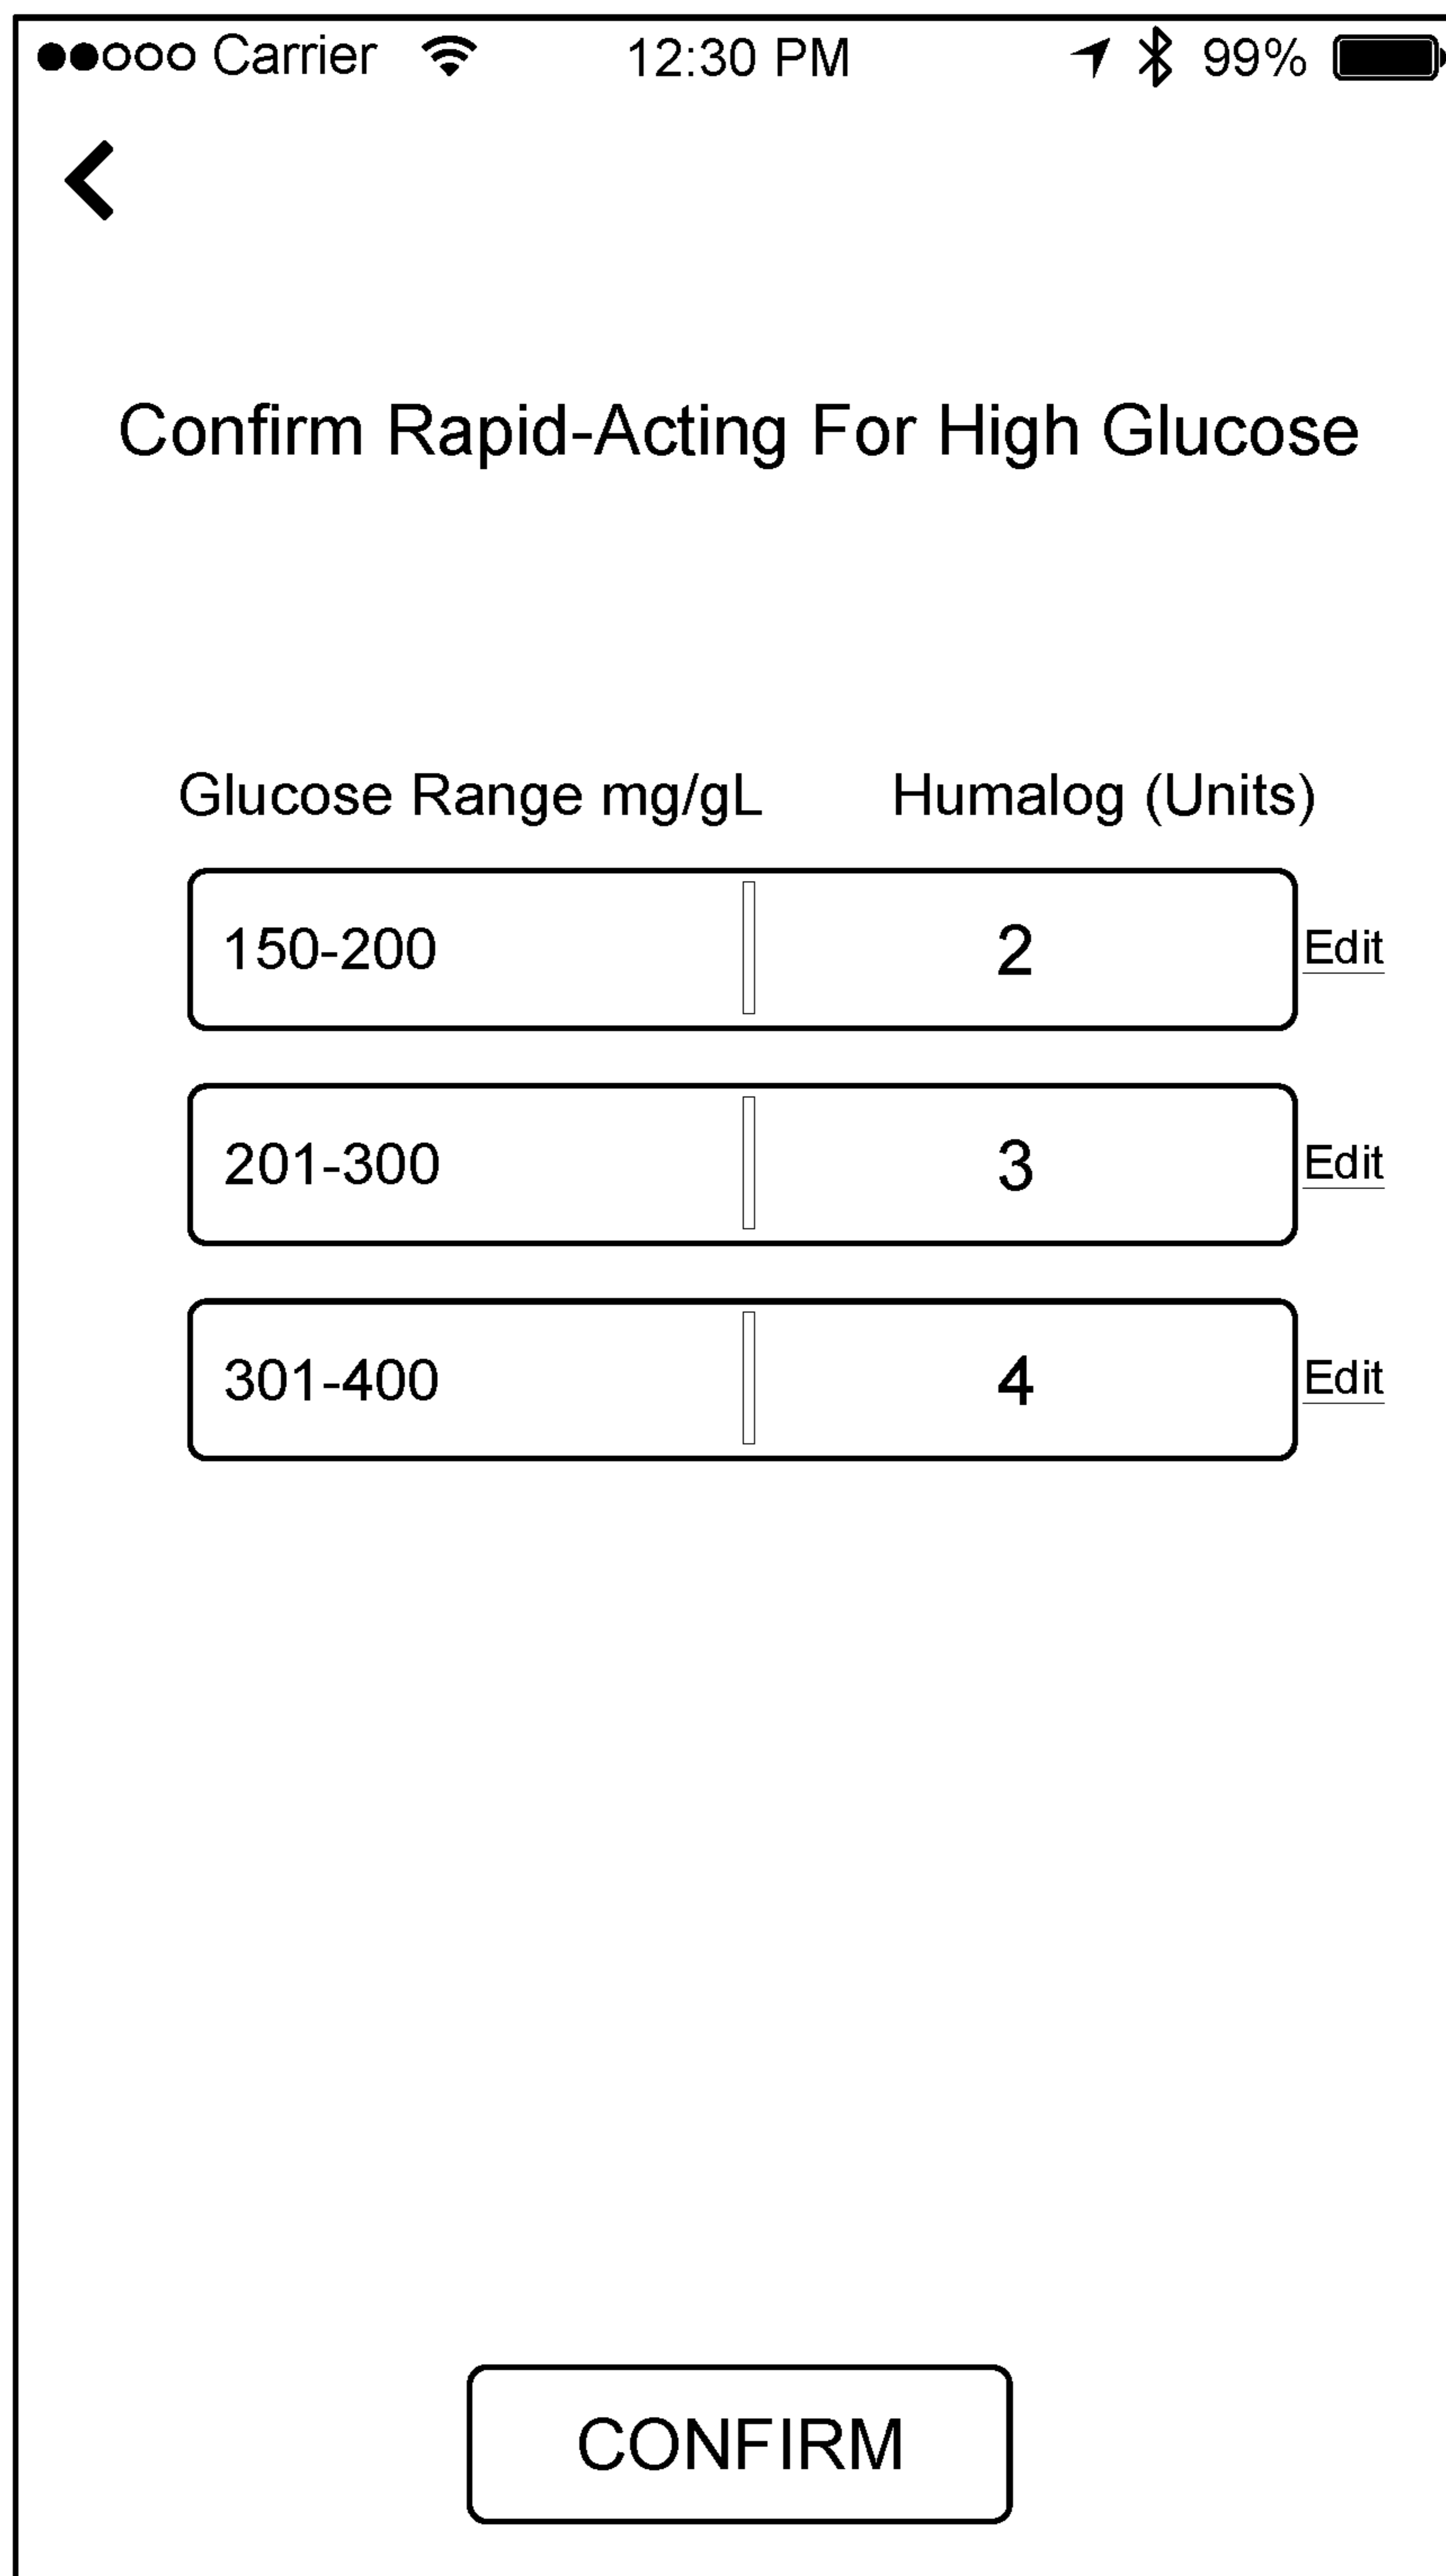 Carrier 12:30 PM 99%
Confirm Rapid-Acting For High Glucose
Glucose Range mg/gL Humalog (Units)
150-200 2 Edit
201-300 3 Edit
301-400 4 Edit
CONFIRM